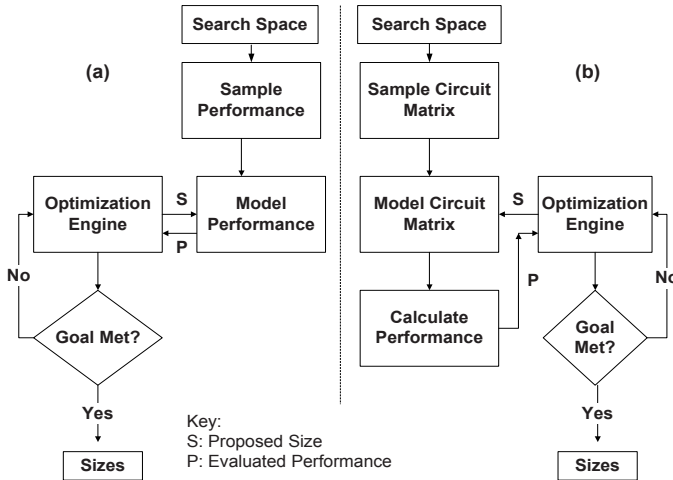 Search Space
(a)
Sample
Performance
Optimization
Engine
S
P
Model
Performance
No
Goal Met?
Yes
Sizes
Key:
S: Proposed Size
P: Evaluated Performance
Search Space
(b)
Sample Circuit
Matrix
Model Circuit
Matrix
S
Optimization
Engine
P
No
Calculate
Performance
Goal
Met?
Yes
Sizes